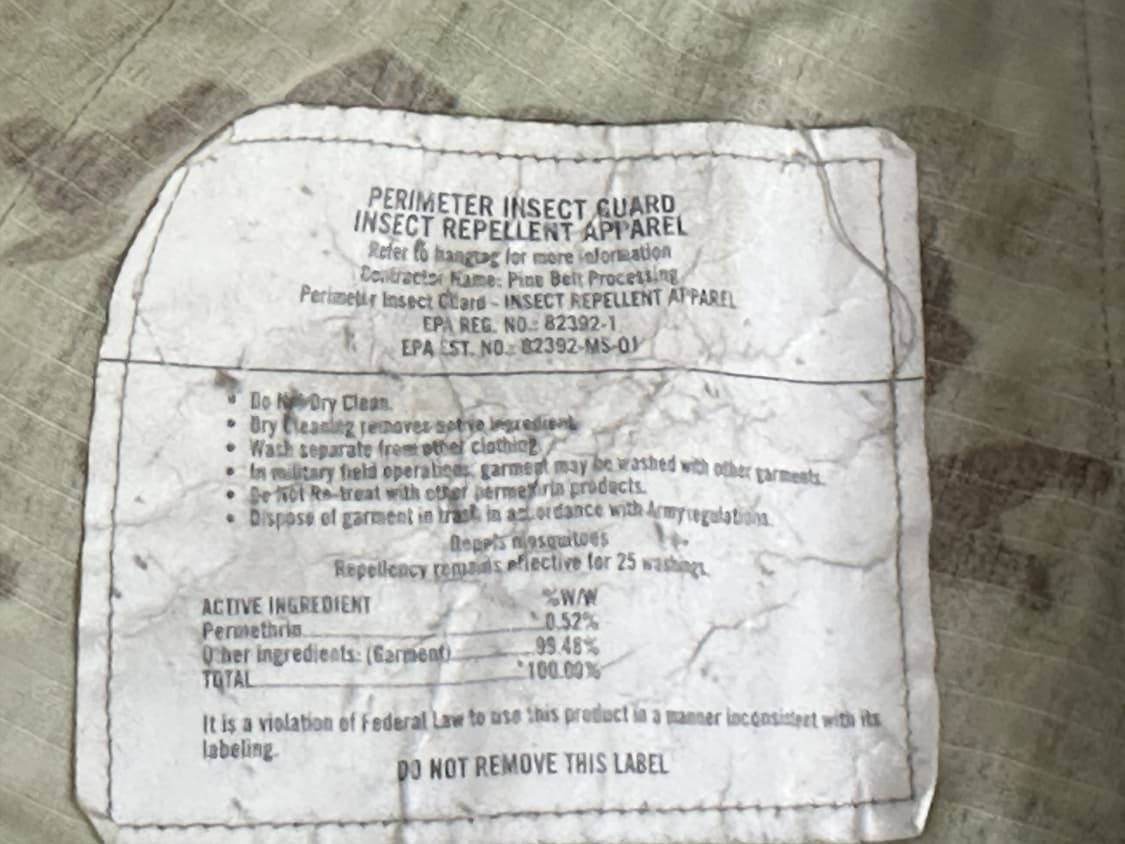 PERIMETER INSECT GUARD
INSECT REPELLENT APPAREL
Refer to hangtag for more information
Contractor Name: Pine Belt Processing
Perimeter Insect Guard - INSECT REPELLENT APPAREL
EPA REG. NO.: 82392-1
EPA EST. NO.: 82392-MS-01
• Do Not Dry Clean.
• Dry Cleaning removes active ingredient
• Wash separate from other clothing
• In military field operations, garment may be washed with other garments.
• Do not Re-treat with other permethrin products.
• Dispose of garment in trash in accordance with Army regulations.
Repels mosquitoes
Repellency remains effective for 25 washings.
ACTIVE INGREDIENT %W/W
Permethrin 0.52%
Other ingredients: (Garment) 99.48%
TOTAL 100.00%
It is a violation of Federal Law to use this product in a manner inconsistent with its
labeling.
DO NOT REMOVE THIS LABEL